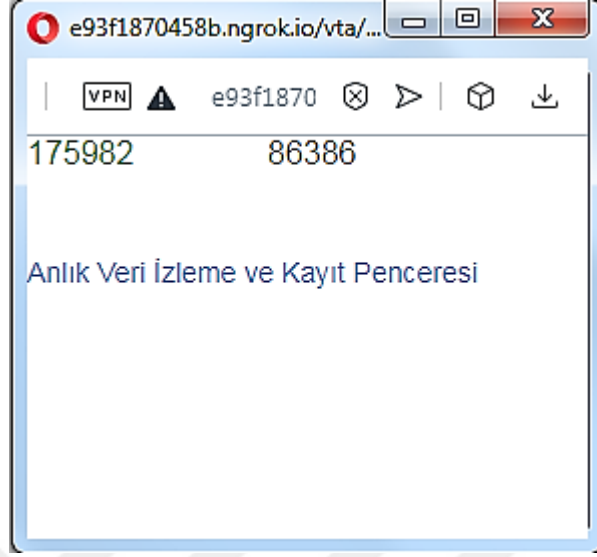 e93f1870458b.ngrok.io/vta/...
VPN e93f1870
175982 86386
Anlık Veri İzleme ve Kayıt Penceresi